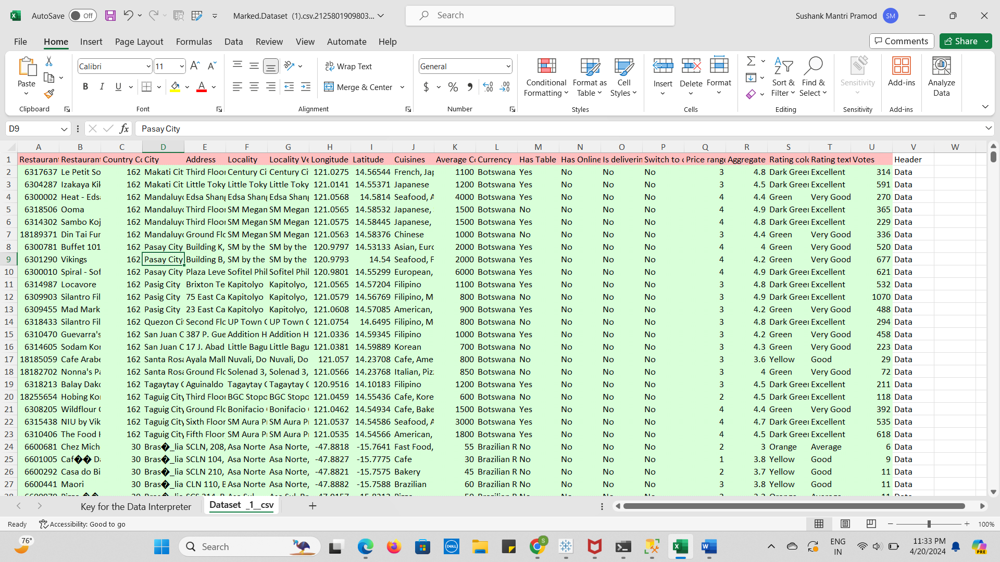 AutoSave Off Marked.Dataset (1).csv.2125801909803... Search Sushank Mantri Pramod SM
File Home Insert Page Layout Formulas Data Review View Automate Help Comments Share
Calibri 11 Wrap Text General
Paste B I U Merge & Center $ % Conditional Formatting Format as Table Cell Styles Insert Delete Format Sort & Filter Find & Select Sensitivity Add-ins Analyze Data
Clipboard Font Alignment Number Styles Cells Editing Sensitivity Add-ins
D9 fx Pasay City
A B C D E F G H I J K L M N O P Q R S T U V W
1 Restaurant Restaurant Country Co City Address Locality Locality Ve Longitude Latitude Cuisines Average Co Currency Has Table Has Online Is deliverin Switch to o Price range Aggregate Rating colo Rating text Votes Header
2 6317637 Le Petit So 162 Makati Cit Third Floor Century Ci Century Ci 121.0275 14.56544 French, Jap 1100 Botswana Yes No No No 3 4.8 Dark Green Excellent 314 Data
3 6304287 Izakaya Kik 162 Makati Cit Little Toky Little Toky Little Toky 121.0141 14.55371 Japanese 1200 Botswana Yes No No No 3 4.5 Dark Green Excellent 591 Data
4 6300002 Heat - Edsa 162 Mandaluyo Edsa Shang Edsa Shang Edsa Shang 121.0568 14.5814 Seafood, A 4000 Botswana Yes No No No 4 4.4 Green Very Good 270 Data
5 6318506 Ooma 162 Mandaluyo Third Floor SM Megan SM Megan 121.0565 14.58532 Japanese, 1500 Botswana No No No No 4 4.9 Dark Green Excellent 365 Data
6 6314302 Sambo Koj 162 Mandaluyo Third Floor SM Megan SM Megan 121.0575 14.58445 Japanese, 1500 Botswana Yes No No No 4 4.8 Dark Green Excellent 229 Data
7 18189371 Din Tai Fun 162 Mandaluyo Ground Flo SM Megan SM Megan 121.0563 14.58376 Chinese 1000 Botswana No No No No 3 4.4 Green Very Good 336 Data
8 6300781 Buffet 101 162 Pasay City Building K, SM by the SM by the 120.9797 14.53133 Asian, Euro 2000 Botswana Yes No No No 4 4 Green Very Good 520 Data
9 6301290 Vikings 162 Pasay City Building B, SM by the SM by the 120.9793 14.54 Seafood, F 2000 Botswana Yes No No No 4 4.2 Green Very Good 677 Data
10 6300010 Spiral - Sof 162 Pasay City Plaza Leve Sofitel Phil Sofitel Phil 120.9801 14.55299 European, 6000 Botswana Yes No No No 4 4.9 Dark Green Excellent 621 Data
11 6314987 Locavore 162 Pasig City Brixton Te Kapitolyo Kapitolyo, 121.0565 14.57204 Filipino 1100 Botswana Yes No No No 3 4.8 Dark Green Excellent 532 Data
12 6309903 Silantro Fil 162 Pasig City 75 East Ca Kapitolyo Kapitolyo, 121.0579 14.56769 Filipino, M 800 Botswana No No No No 3 4.9 Dark Green Excellent 1070 Data
13 6309455 Mad Mark 162 Pasig City 23 East Ca Kapitolyo Kapitolyo, 121.0608 14.57085 American, 900 Botswana Yes No No No 3 4.2 Green Very Good 488 Data
14 6318433 Silantro Fil 162 Quezon Cit Second Flo UP Town C UP Town C 121.0754 14.6495 Filipino, M 800 Botswana No No No No 3 4.8 Dark Green Excellent 294 Data
15 6310470 Guevarra's 162 San Juan C 387 P. Gue Addition H Addition H 121.0336 14.59345 Filipino 1000 Botswana Yes No No No 3 4.2 Green Very Good 458 Data
16 6314605 Sodam Kor 162 San Juan C 17 J. Abad Little Bagu Little Bagu 121.0381 14.59889 Korean 700 Botswana No No No No 3 4.3 Green Very Good 223 Data
17 18185059 Cafe Arabe 162 Santa Rosa Ayala Mall Nuvali, Do Nuvali, Do 121.057 14.23708 Cafe, Ame 800 Botswana No No No No 3 3.6 Yellow Good 29 Data
18 18182702 Nonna's Pa 162 Santa Rosa Ground Flo Solenad 3, Solenad 3, 121.0566 14.23768 Italian, Piz 850 Botswana No No No No 3 4 Green Very Good 72 Data
19 6318213 Balay Dako 162 Tagaytay C Aguinaldo Tagaytay C Tagaytay C 120.9516 14.10183 Filipino 1200 Botswana Yes No No No 3 4.5 Dark Green Excellent 211 Data
20 18255654 Hobing Kor 162 Taguig City Third Floor BGC Stopo BGC Stopo 121.0459 14.55436 Cafe, Kore 600 Botswana No No No No 2 4.5 Dark Green Excellent 118 Data
21 6308205 Wildflour C 162 Taguig City Ground Flo Bonifacio Bonifacio 121.0462 14.54934 Cafe, Bake 1500 Botswana Yes No No No 4 4.4 Green Very Good 392 Data
22 6315438 NIU by Vik 162 Taguig City Sixth Floor SM Aura Pr SM Aura Pr 121.0537 14.54586 Seafood, A 3000 Botswana Yes No No No 4 4.7 Dark Green Excellent 535 Data
23 6310406 The Food H 162 Taguig City Fifth Floor SM Aura Pr SM Aura Pr 121.0535 14.54566 American, 1800 Botswana Yes No No No 4 4.5 Dark Green Excellent 618 Data
24 6600681 Chez Mich 30 Bras�_lia SCLN, 208, Asa Norte Asa Norte, -47.8818 -15.7641 Fast Food, 55 Brazilian R No No No No 2 3 Orange Average 6 Data
25 6601005 Caf�� Da 30 Bras�_lia SCLN 104, Asa Norte Asa Norte, -47.8827 -15.7775 Cafe 30 Brazilian R No No No No 1 3.8 Yellow Good 9 Data
26 6600292 Casa do Bi 30 Bras�_lia SCLN 210, Asa Norte Asa Norte, -47.8821 -15.7575 Bakery 45 Brazilian R No No No No 2 3.7 Yellow Good 11 Data
27 6600441 Maori 30 Bras�_lia CLN 110, B Asa Norte Asa Norte, -47.8882 -15.7588 Brazilian 60 Brazilian R No No No No 3 3.8 Yellow Good 11 Data
Key for the Data Interpreter Dataset _1__csv
Ready Accessibility: Good to go 100%
76° Search DELL S ENG IN 11:33 PM 4/20/2024 PRE